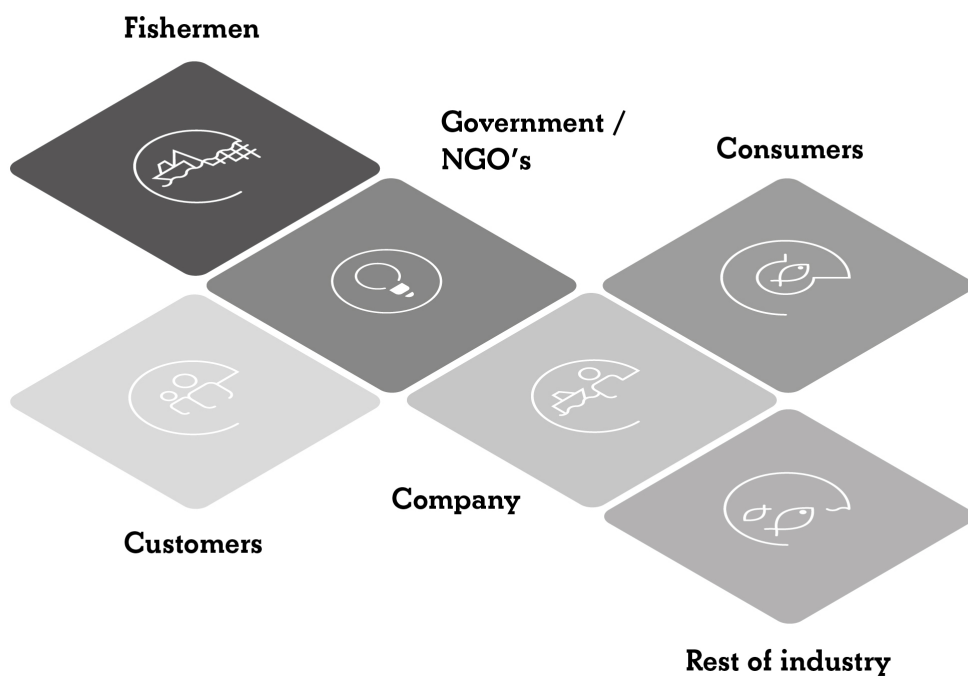 Fishermen
Government /
NGO's
Consumers
Company
Customers
Rest of industry